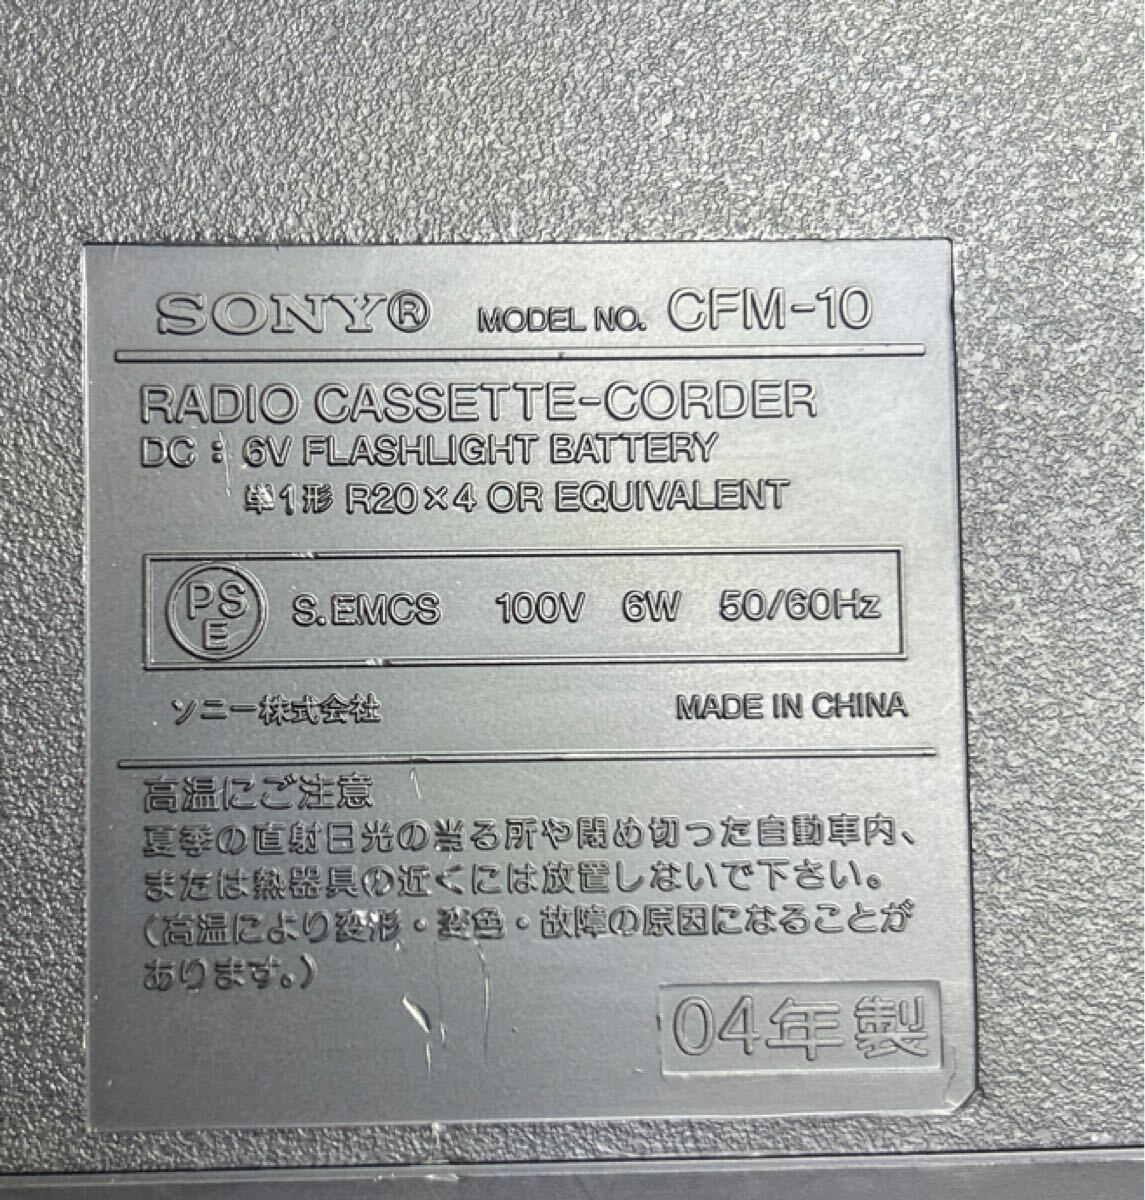 SONY® MODEL NO. CFM-10
RADIO CASSETTE-CORDER
DC : 6V FLASHLIGHT BATTERY
単1形 R20×4 OR EQUIVALENT
PSE S.EMCS 100V 6W 50/60Hz
ソニー株式会社 MADE IN CHINA
高温にご注意
夏季の直射日光の当る所や閉め切った自動車内、
または熱器具の近くには放置しないで下さい。
(高温により変形・変色・故障の原因になることが
あります。)
04年製